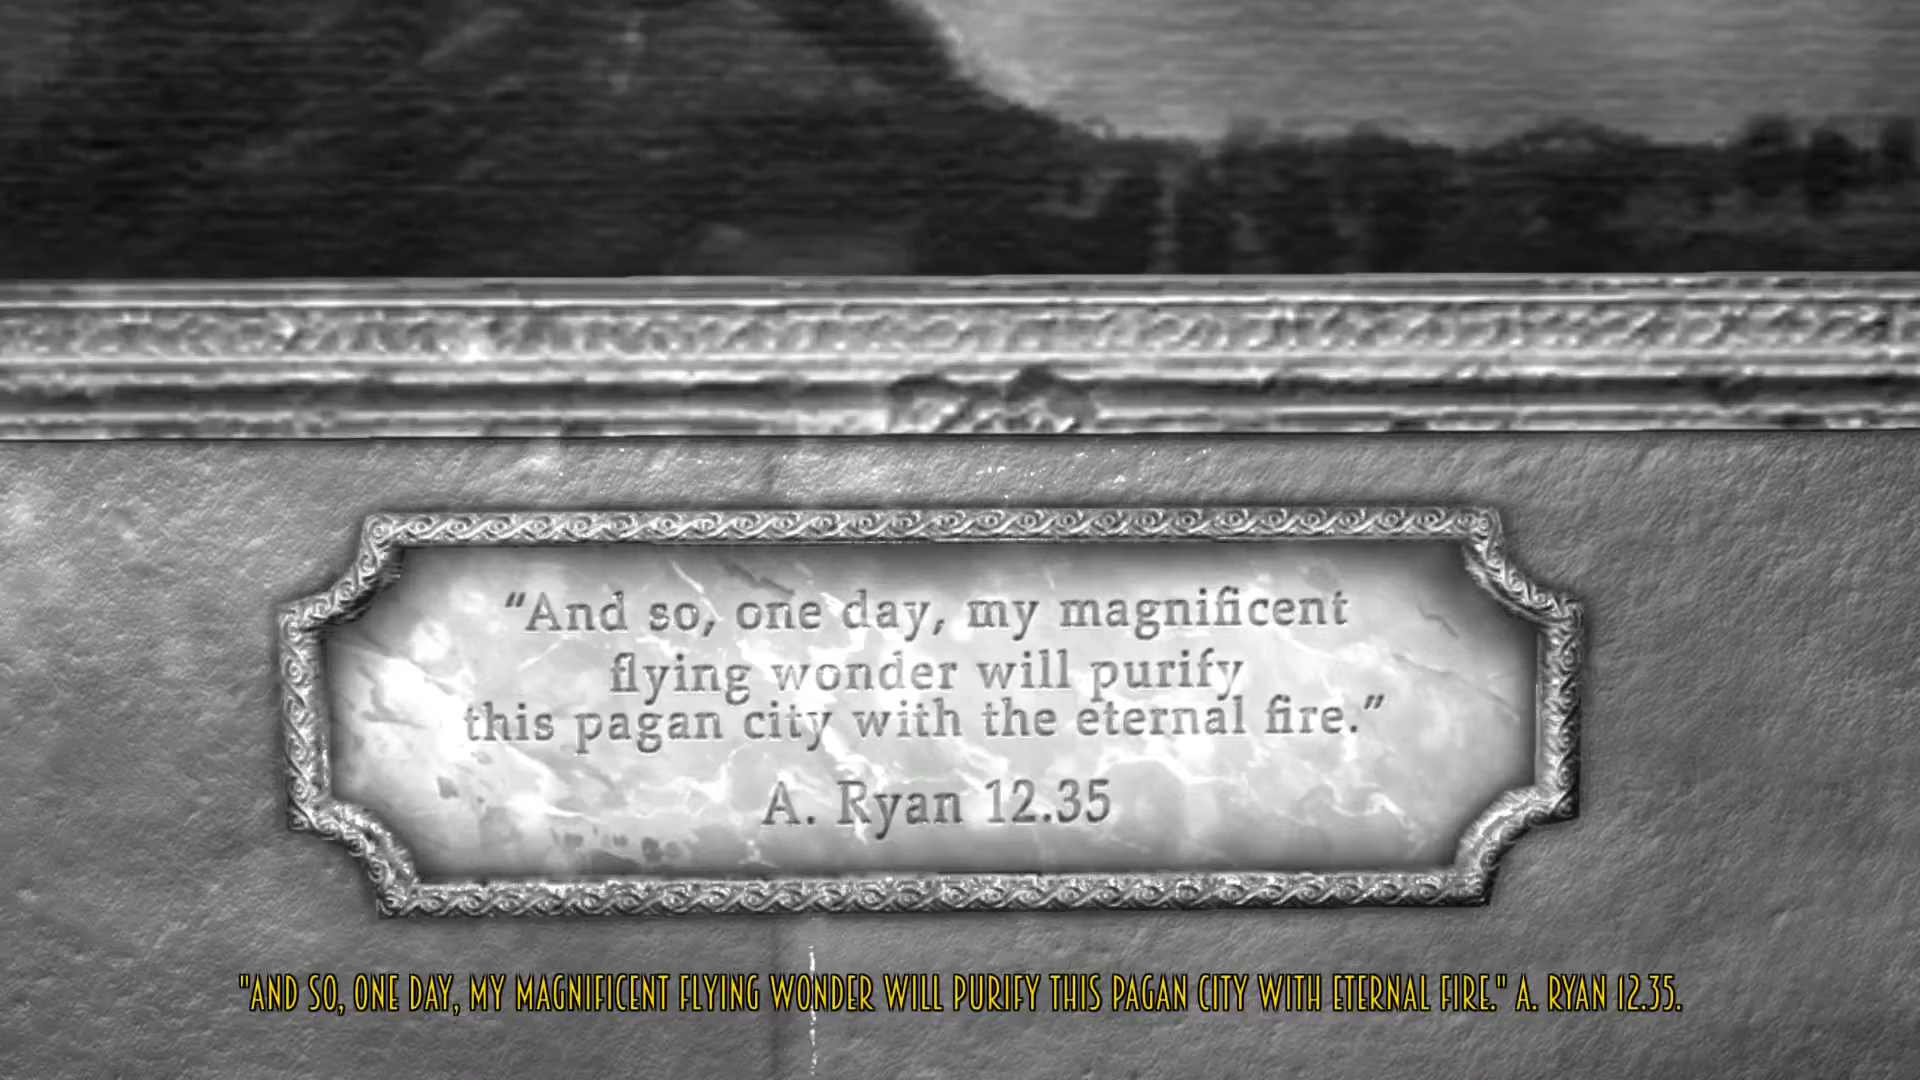 “And so, one day, my magnificent
flying wonder will purify
this pagan city with the eternal fire.”
A. Ryan 12.35
"AND SO, ONE DAY, MY MAGNIFICENT FLYING WONDER WILL PURIFY THIS PAGAN CITY WITH ETERNAL FIRE." A. RYAN 12.35.